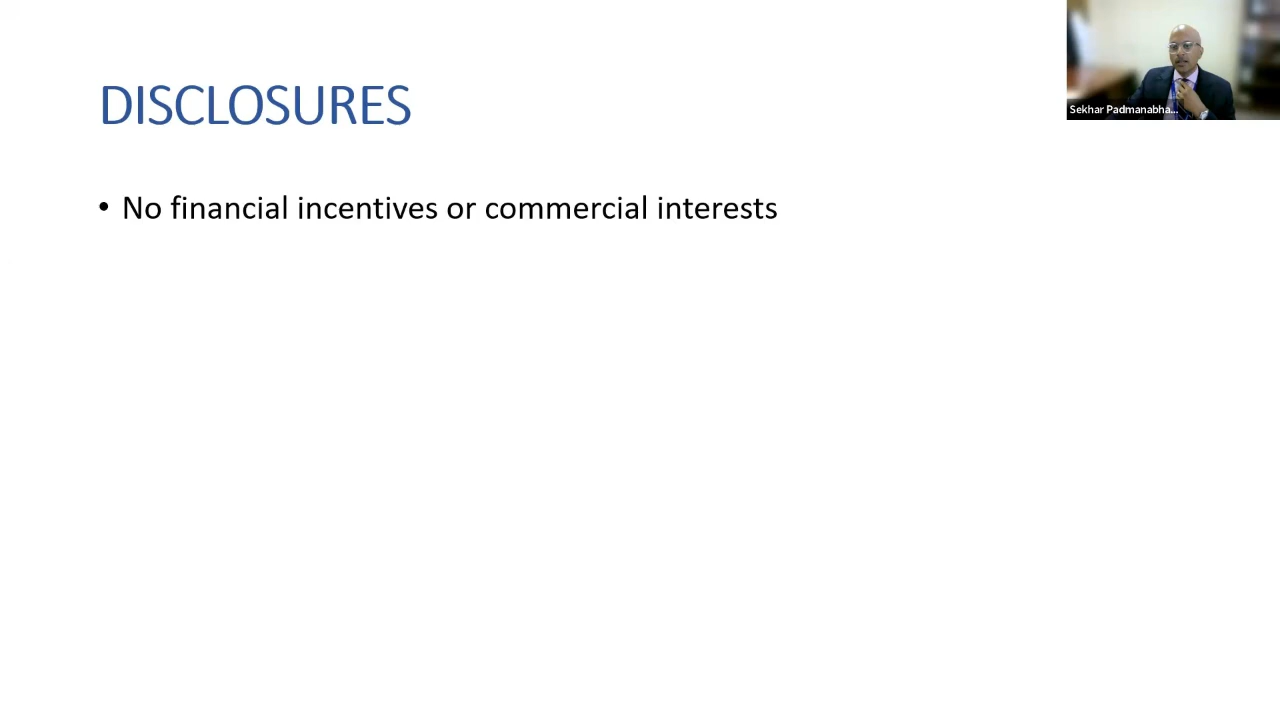 DISCLOSURES
• No financial incentives or commercial interests
Sekhar Padmanabha...